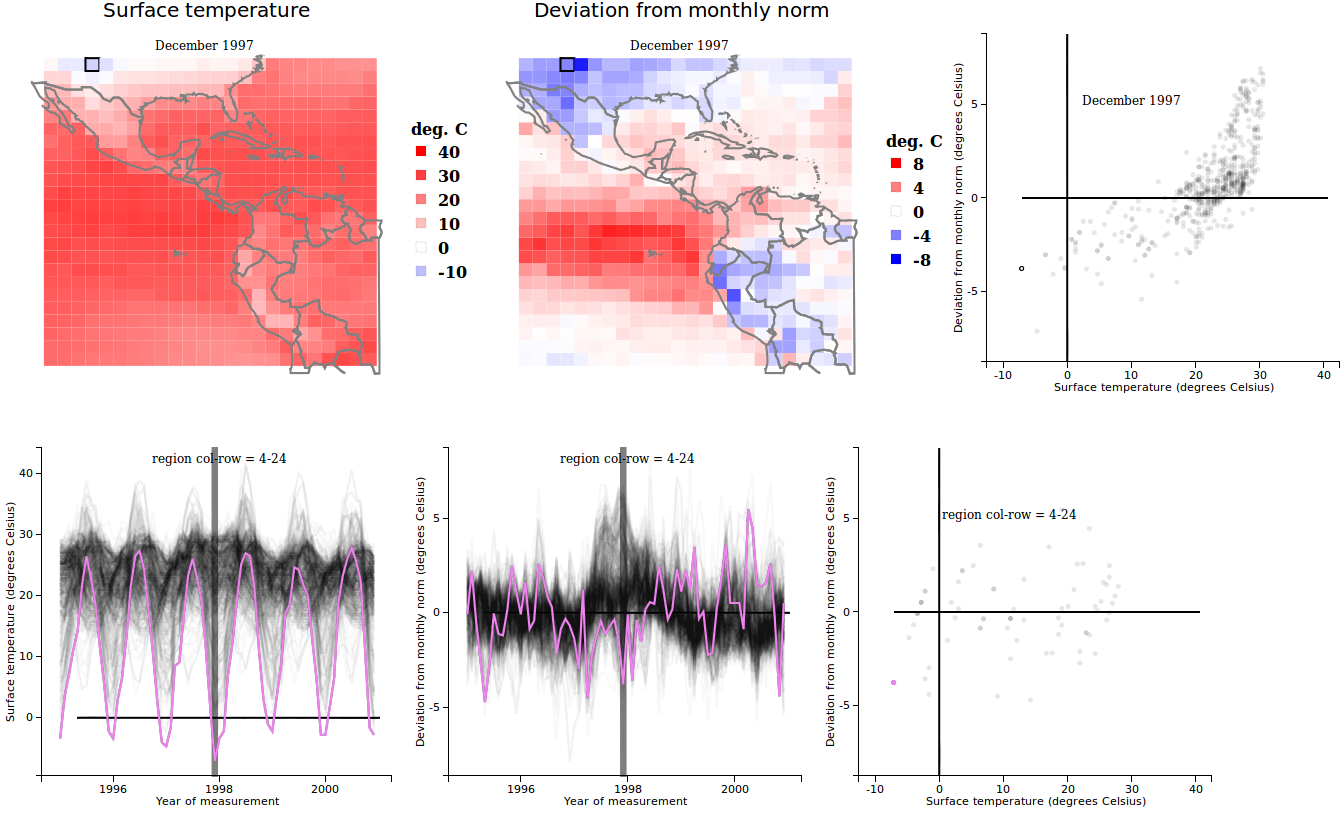 Surface temperature
December 1997
deg. C
40
30
20
10
0
-10
Deviation from monthly norm
December 1997
deg. C
8
4
0
-4
-8
December 1997
Deviation from monthly norm (degrees Celsius)
5
0
-5
-10
0
10
20
30
40
Surface temperature (degrees Celsius)
region col-row = 4-24
Surface temperature (degrees Celsius)
40
30
20
10
0
1996
1998
2000
Year of measurement
region col-row = 4-24
Deviation from monthly norm (degrees Celsius)
5
0
-5
1996
1998
2000
Year of measurement
region col-row = 4-24
Deviation from monthly norm (degrees Celsius)
5
0
-5
-10
0
10
20
30
40
Surface temperature (degrees Celsius)